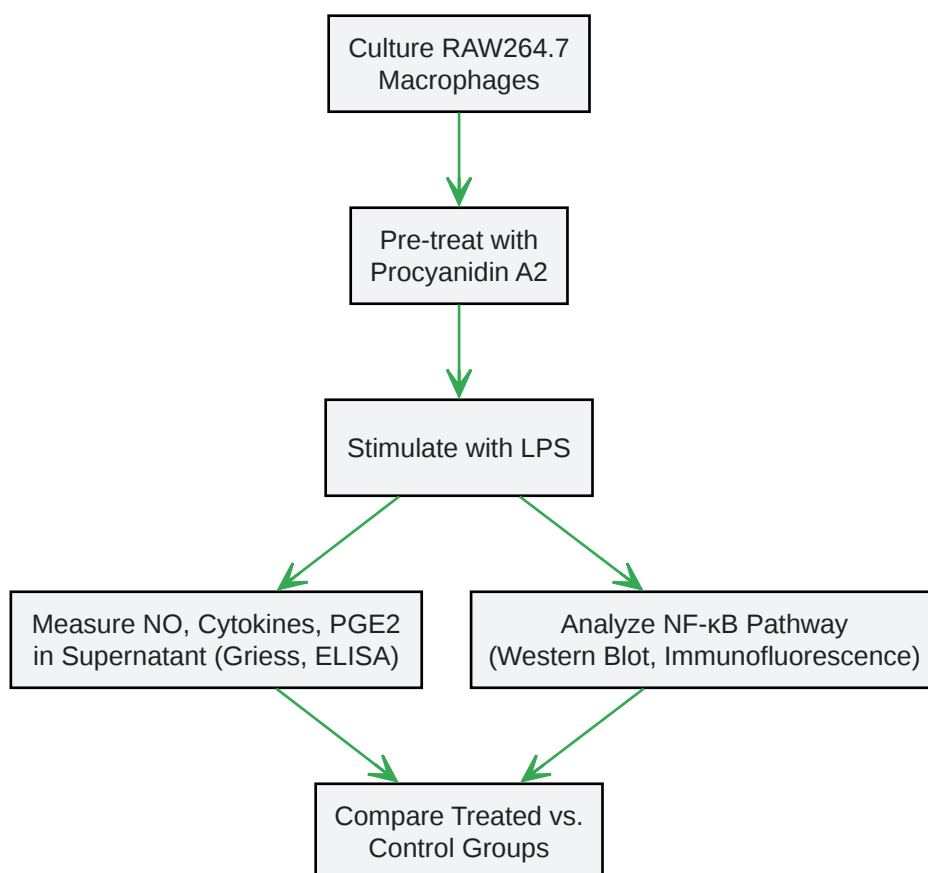 Culture RAW264.7
Macrophages
Pre-treat with
Procyanidin A2
Stimulate with LPS
Measure NO, Cytokines, PGE2
in Supernatant (Griess, ELISA)
Analyze NF-κB Pathway
(Western Blot, Immunofluorescence)
Compare Treated vs.
Control Groups